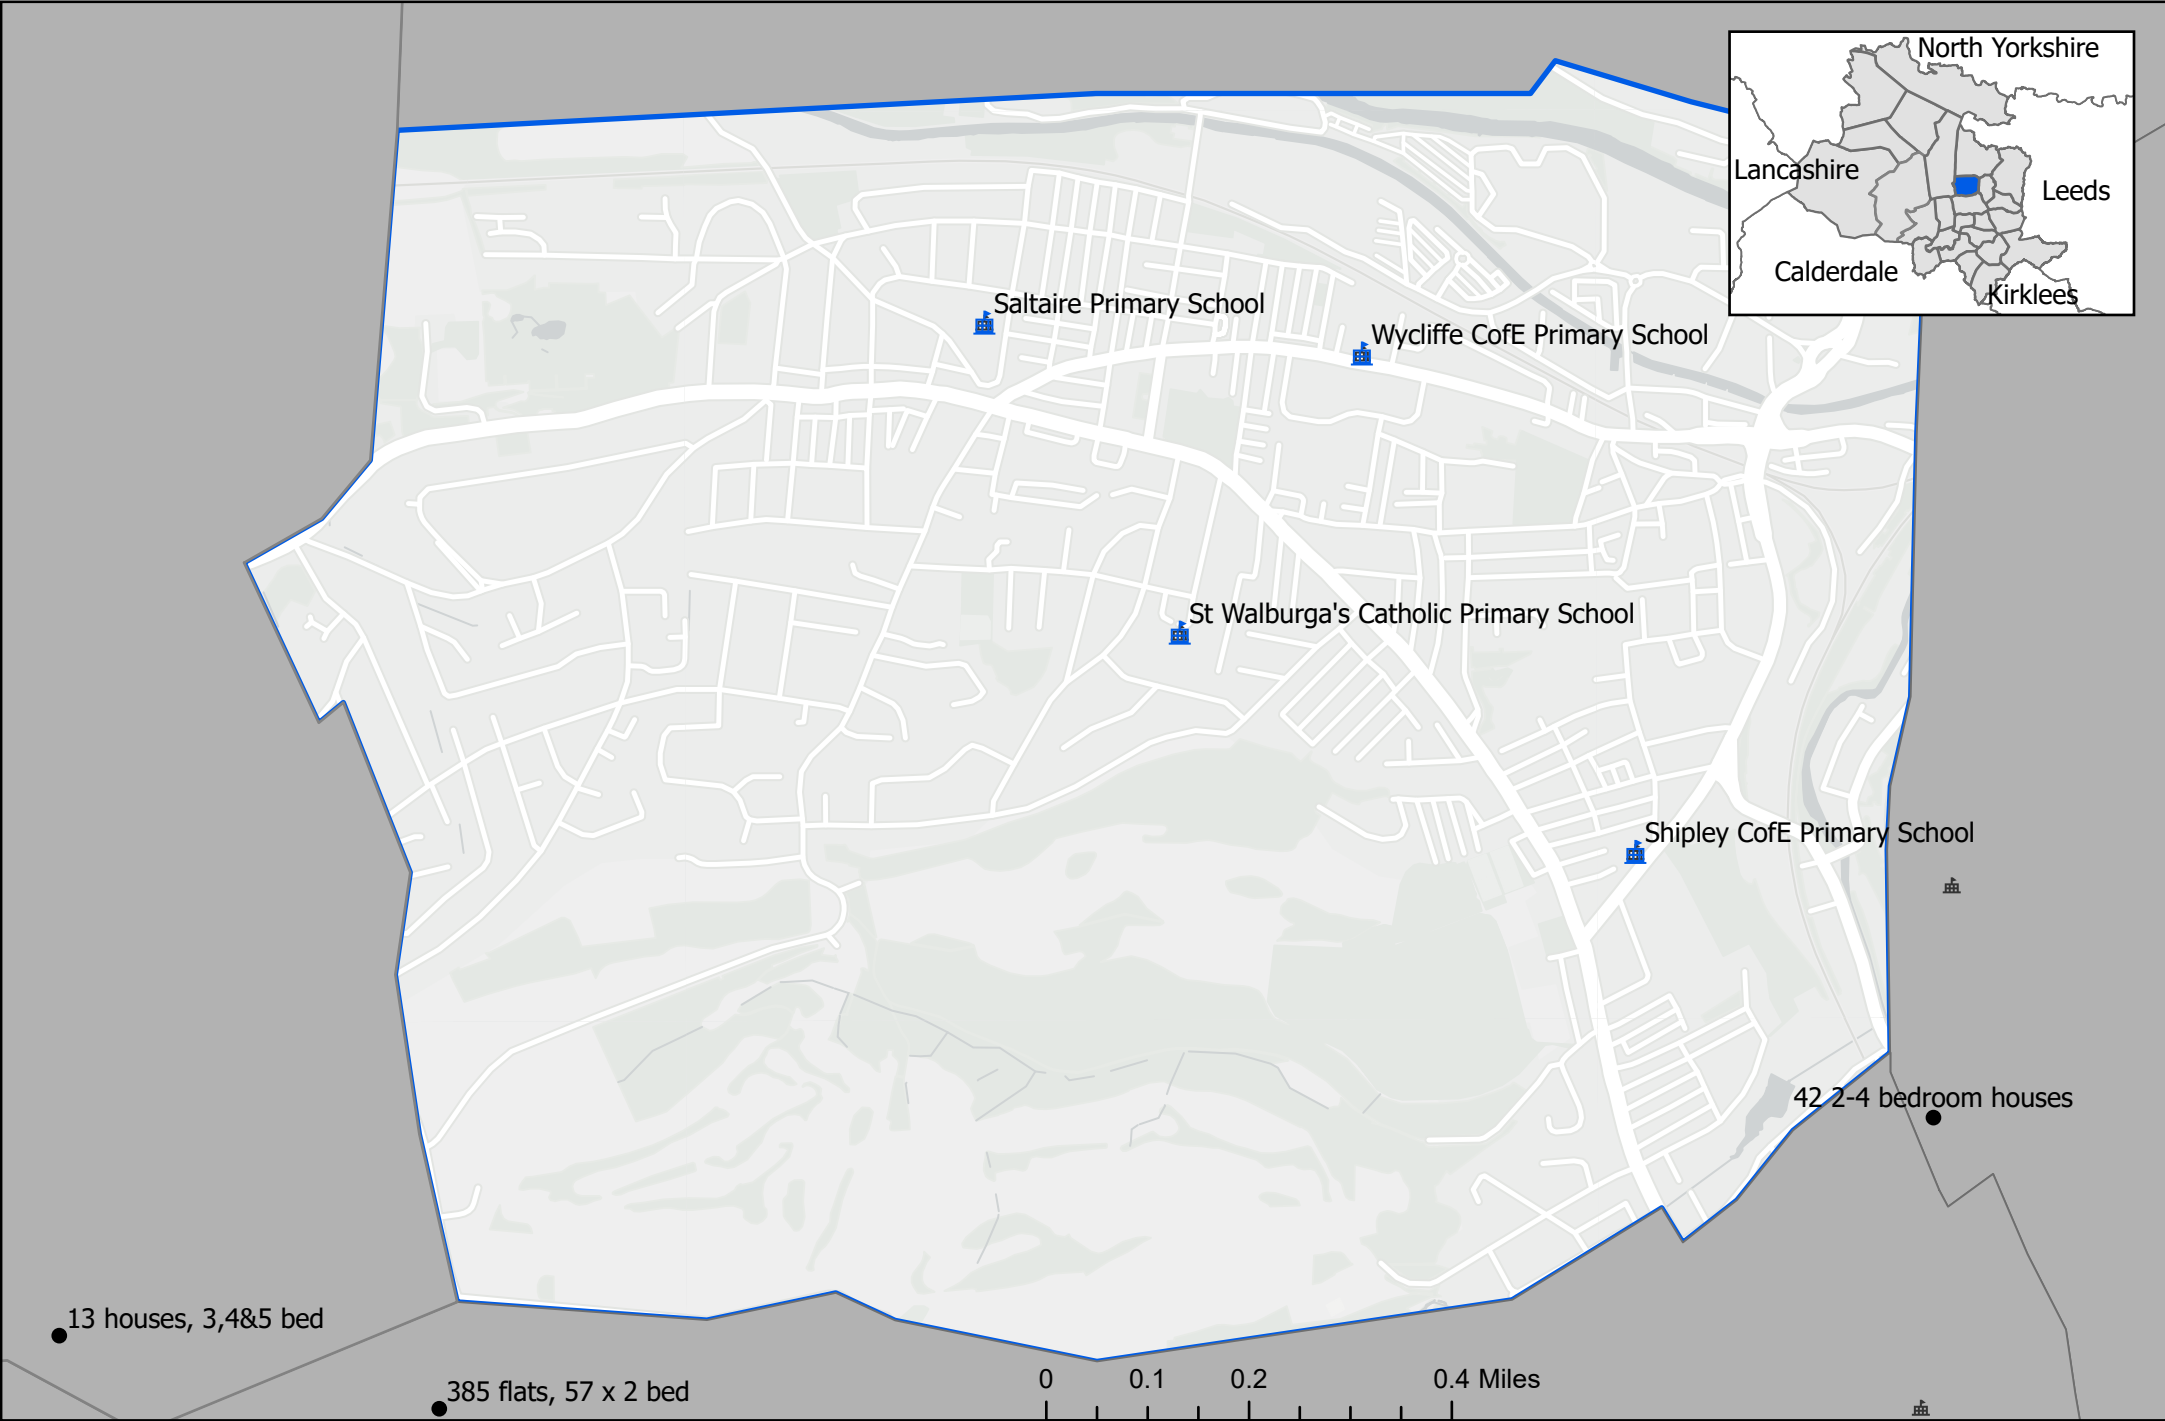 North Yorkshire
Lancashire
Leeds
Calderdale
Kirklees
Saltaire Primary School
Wycliffe CofE Primary School
St Walburga's Catholic Primary School
Shipley CofE Primary School
42 2-4 bedroom houses
13 houses, 3,4&5 bed
385 flats, 57 x 2 bed
0 0.1 0.2 0.4 Miles